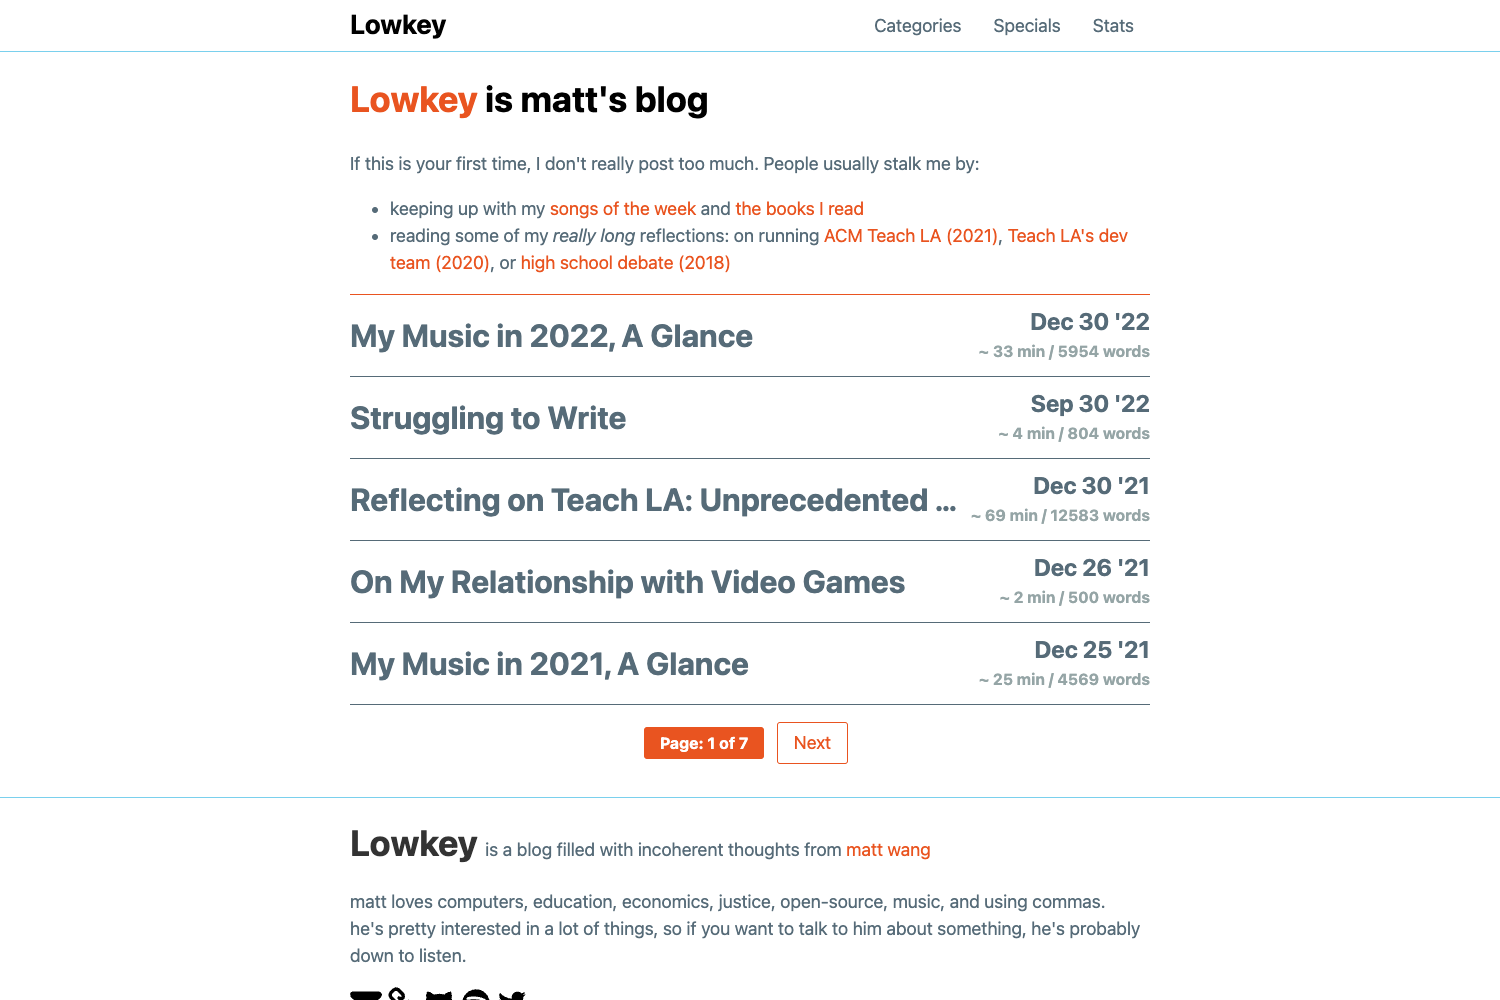 Lowkey
Categories Specials Stats
Lowkey is matt's blog
If this is your first time, I don't really post too much. People usually stalk me by:
• keeping up with my songs of the week and the books I read
• reading some of my really long reflections: on running ACM Teach LA (2021), Teach LA's dev
team (2020), or high school debate (2018)
My Music in 2022, A Glance
Dec 30 '22
~ 33 min / 5954 words
Struggling to Write
Sep 30 '22
~ 4 min / 804 words
Reflecting on Teach LA: Unprecedented ...
Dec 30 '21
~ 69 min / 12583 words
On My Relationship with Video Games
Dec 26 '21
~ 2 min / 500 words
My Music in 2021, A Glance
Dec 25 '21
~ 25 min / 4569 words
Page: 1 of 7 Next
Lowkey is a blog filled with incoherent thoughts from matt wang
matt loves computers, education, economics, justice, open-source, music, and using commas.
he's pretty interested in a lot of things, so if you want to talk to him about something, he's probably
down to listen.